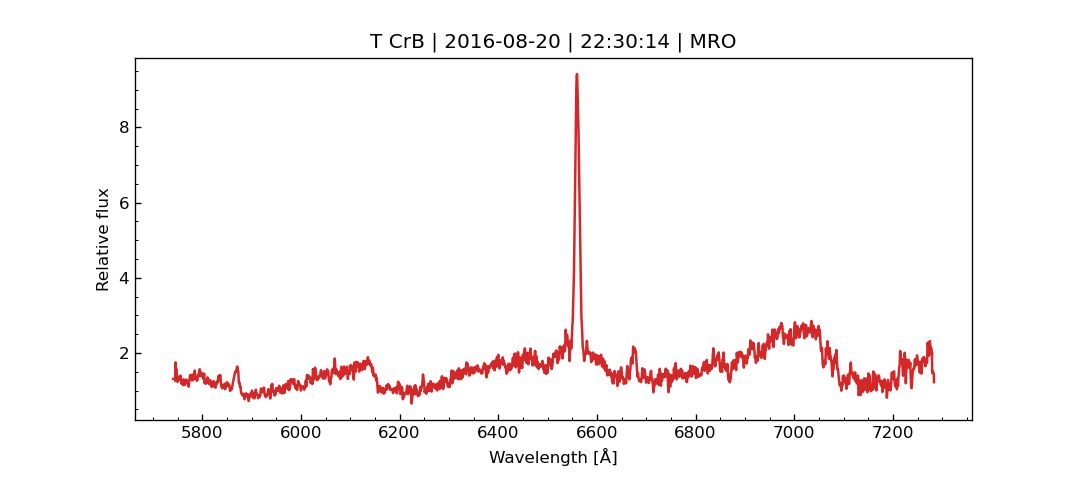 T CrB | 2016-08-20 | 22:30:14 | MRO
8
6
4
2
Relative flux
5800 6000 6200 6400 6600 6800 7000 7200
Wavelength [Å]